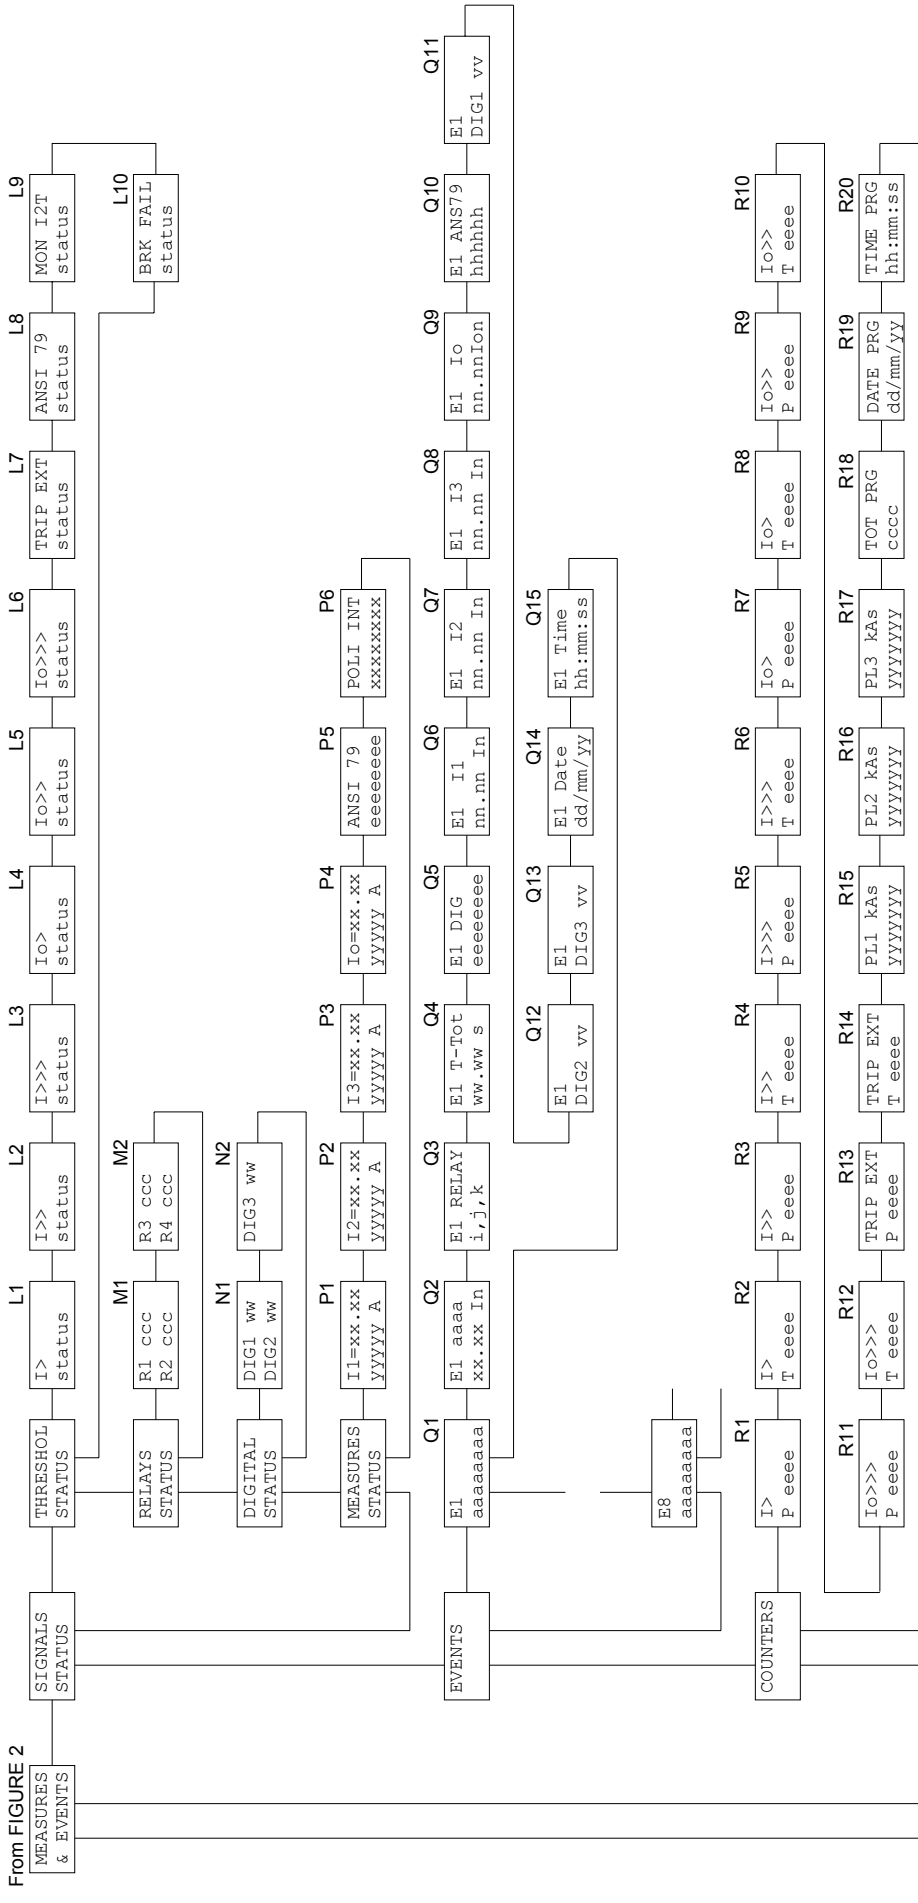 From FIGURE 2
MEASURES
& EVENTS
SIGNALS
STATUS
THRESHOL
STATUS
L1
I>
status
L2
I>>
status
L3
I>>>
status
L4
Io>
status
L5
Io>>
status
L6
Io>>>
status
L7
TRIP EXT
status
L8
ANSI 79
status
L9
MON I2T
status
L10
BRK FAIL
status
RELAYS
STATUS
M1
R1 ccc
R2 ccc
M2
R3 ccc
R4 ccc
DIGITAL
STATUS
N1
DIG1 ww
DIG2 ww
N2
DIG3 ww
MEASURES
STATUS
P1
I1=xx.xx
yyyyy A
P2
I2=xx.xx
yyyyy A
P3
I3=xx.xx
yyyyy A
P4
Io=xx.xx
yyyyy A
P5
ANSI 79
eeeeeeee
P6
POLI INT
xxxxxxxx
EVENTS
Q1
E1
aaaaaaaa
Q2
E1 aaaa
xx.xx In
Q3
E1 RELAY
i,j,k
Q4
E1 T-Tot
ww.ww s
Q5
E1 DIG
eeeeeeee
Q6
E1 I1
nn.nn In
Q7
E1 I2
nn.nn In
Q8
E1 I3
nn.nn In
Q9
E1 Io
nn.nnIon
Q10
E1 ANS79
hhhhhh
Q11
E1
DIG1 vv
Q12
E1
DIG2 vv
Q13
E1
DIG3 vv
Q14
E1 Date
dd/mm/yy
Q15
E1 Time
hh:mm:ss
E8
aaaaaaaa
COUNTERS
R1
I>
P eeee
R2
I>
T eeee
R3
I>>
P eeee
R4
I>>
T eeee
R5
I>>>
P eeee
R6
I>>>
T eeee
R7
Io>
P eeee
R8
Io>
T eeee
R9
Io>>
P eeee
R10
Io>>
T eeee
R11
Io>>>
P eeee
R12
Io>>>
T eeee
R13
TRIP EXT
P eeee
R14
TRIP EXT
T eeee
R15
PL1 kAs
yyyyyyy
R16
PL2 kAs
yyyyyyy
R17
PL3 kAs
yyyyyyy
R18
TOT PRG
cccc
R19
DATE PRG
dd/mm/yy
R20
TIME PRG
hh:mm:ss